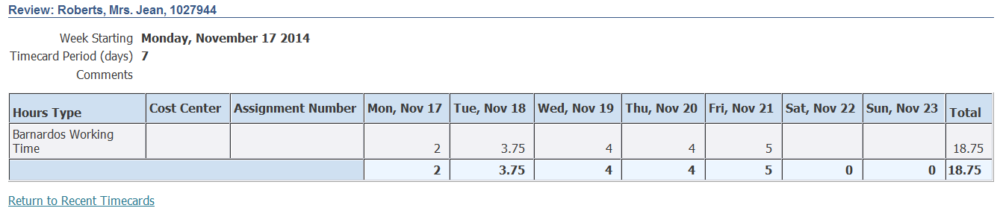 Review: Roberts, Mrs. Jean, 1027944
Week Starting Monday, November 17 2014
Timecard Period (days) 7
Comments
Hours Type Cost Center Assignment Number Mon, Nov 17 Tue, Nov 18 Wed, Nov 19 Thu, Nov 20 Fri, Nov 21 Sat, Nov 22 Sun, Nov 23 Total
Barnardos Working
Time 2 3.75 4 4 5 18.75
2 3.75 4 4 5 0 0 18.75
Return to Recent Timecards